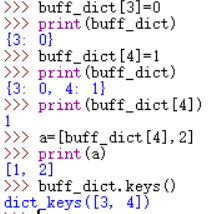 >>> buff_dict[3]=0
>>> print(buff_dict)
{3: 0}
>>> buff_dict[4]=1
>>> print(buff_dict)
{3: 0, 4: 1}
>>> print(buff_dict[4])
1
>>> a=[buff_dict[4],2]
>>> print(a)
[1, 2]
>>> buff_dict.keys()
dict_keys([3, 4])